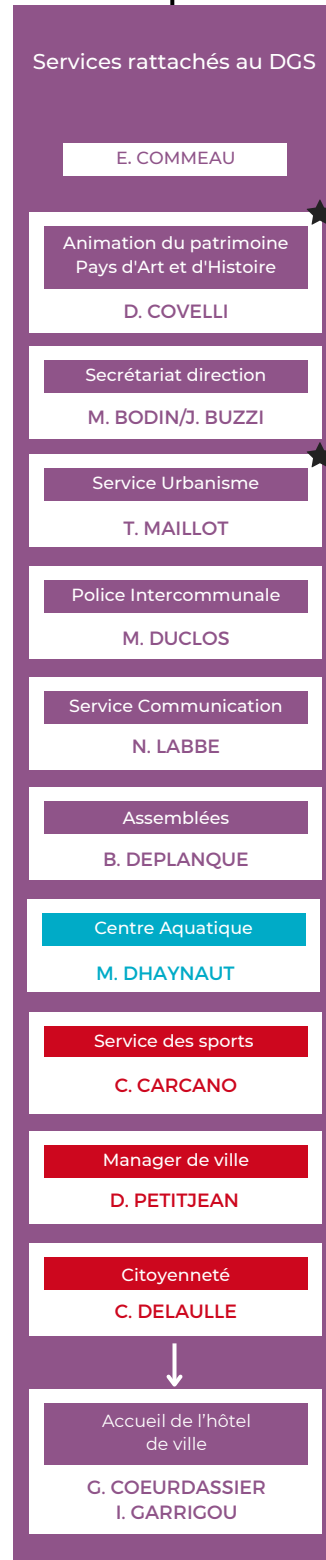 Services rattachés au DGS
E. COMMEAU
Animation du patrimoine
Pays d'Art et d'Histoire
D. COVELLI
Secrétariat direction
M. BODIN/J. BUZZI
Service Urbanisme
T. MAILLOT
Police Intercommunale
M. DUCLOS
Service Communication
N. LABBE
Assemblées
B. DEPLANQUE
Centre Aquatique
M. DHAYNAUT
Service des sports
C. CARCANO
Manager de ville
D. PETITJEAN
Citoyenneté
C. DELAULLE
Accueil de l'hôtel
de ville
G. COEURDASSIER
I. GARRIGOU